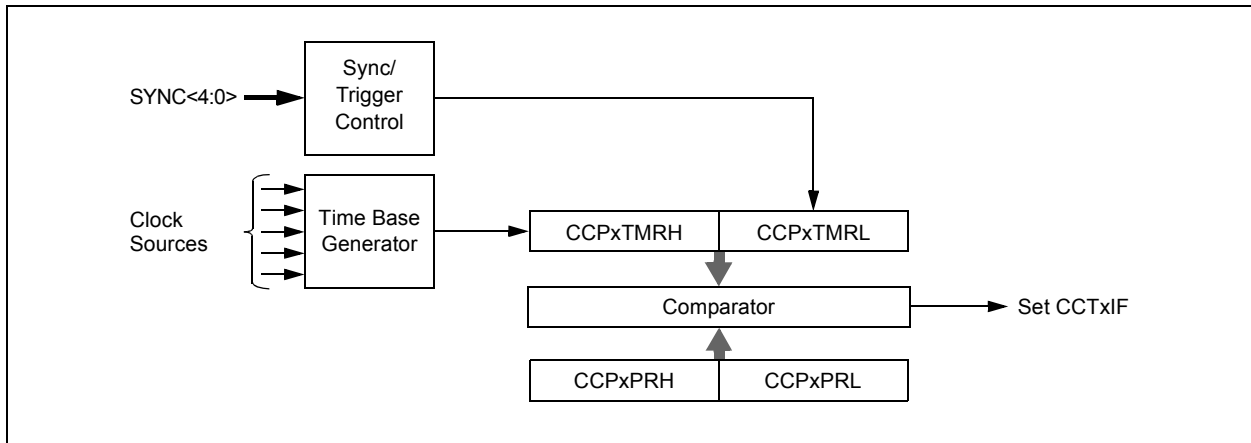 Sync/
Trigger
Control
SYNC<4:0>
Clock
Sources
Time Base
Generator
CCPxTMRH
CCPxTMRL
Comparator
Set CCTxIF
CCPxPRH
CCPxPRL